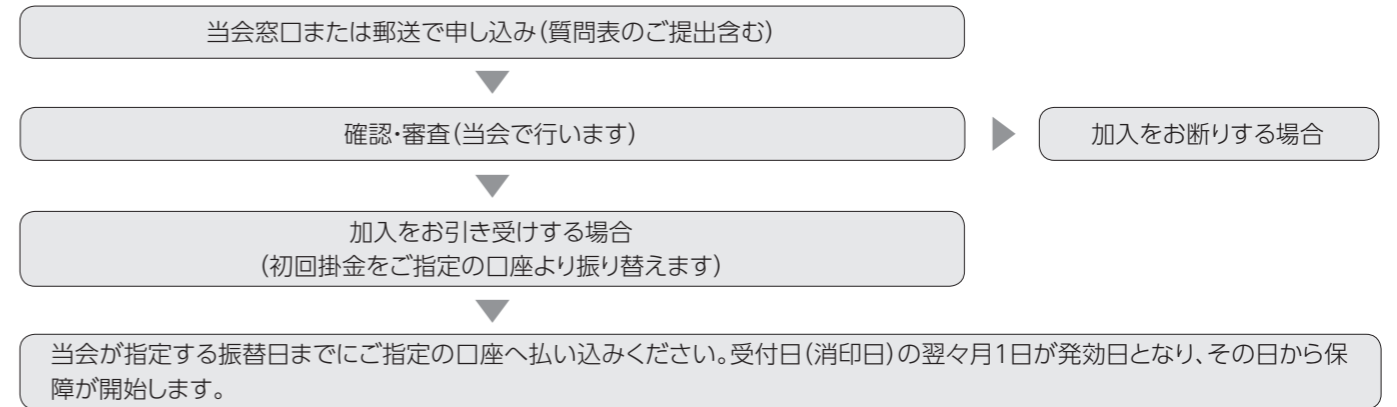 当会窓口または郵送で申し込み(質問表のご提出含む)
確認・審査(当会で行います)
加入をお断りする場合
加入をお引き受けする場合
(初回掛金をご指定の口座より振り替えます)
当会が指定する振替日までにご指定の口座へ払い込みください。受付日(消印日)の翌々月1日が発効日となり、その日から保
障が開始します。